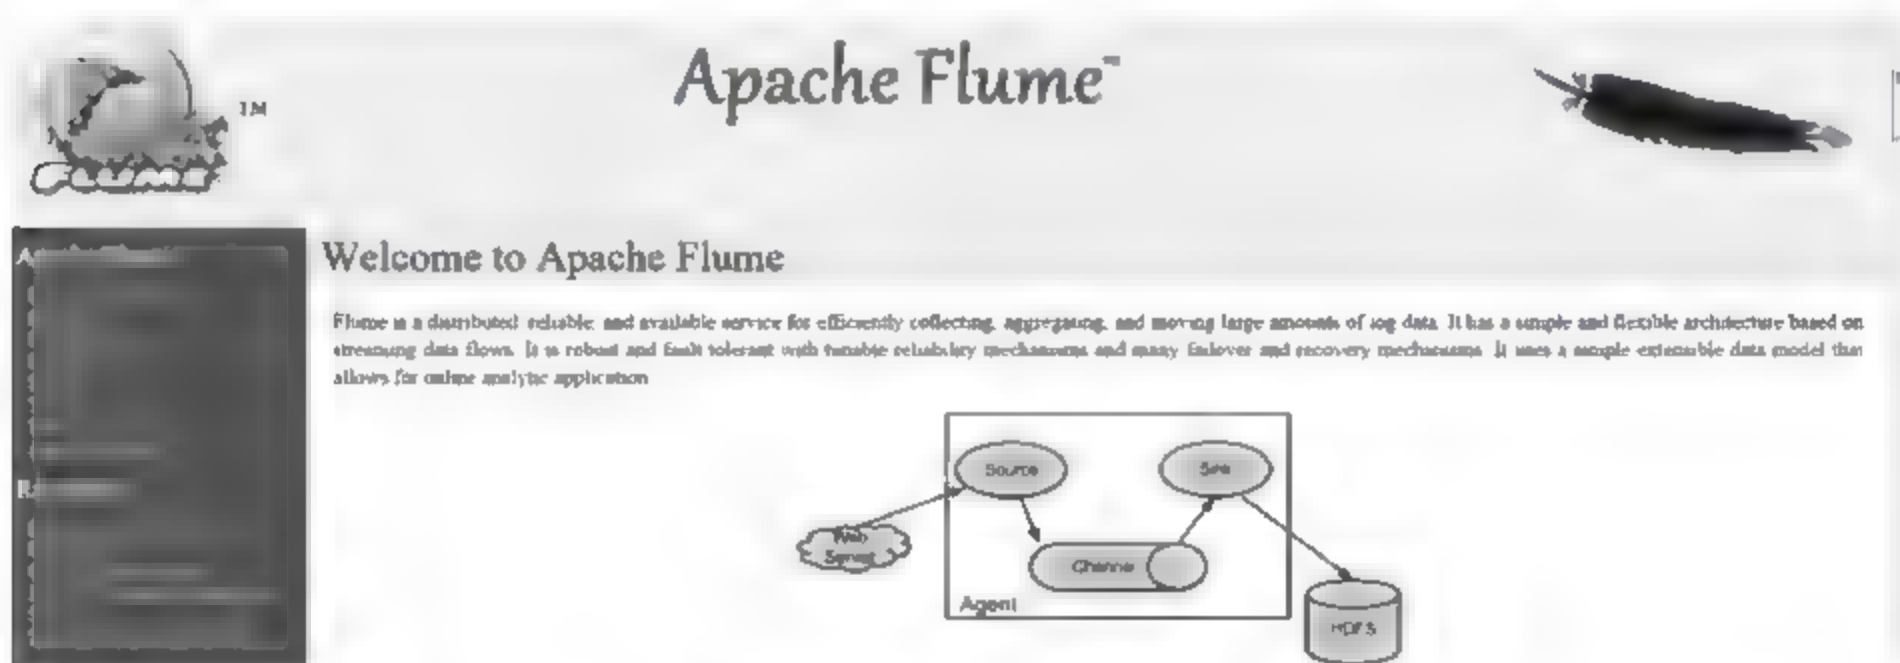 Apache Flume™
TM
FLUME
Welcome to Apache Flume
Flume is a distributed, reliable, and available service for efficiently collecting, aggregating, and moving large amounts of log data. It has a simple and flexible architecture based on
streaming data flows. It is robust and fault tolerant with tunable reliability mechanisms and many failover and recovery mechanisms. It uses a simple extensible data model that
allows for online analytic application.
Source
Sink
Web
Server
Channel
Agent
HDFS